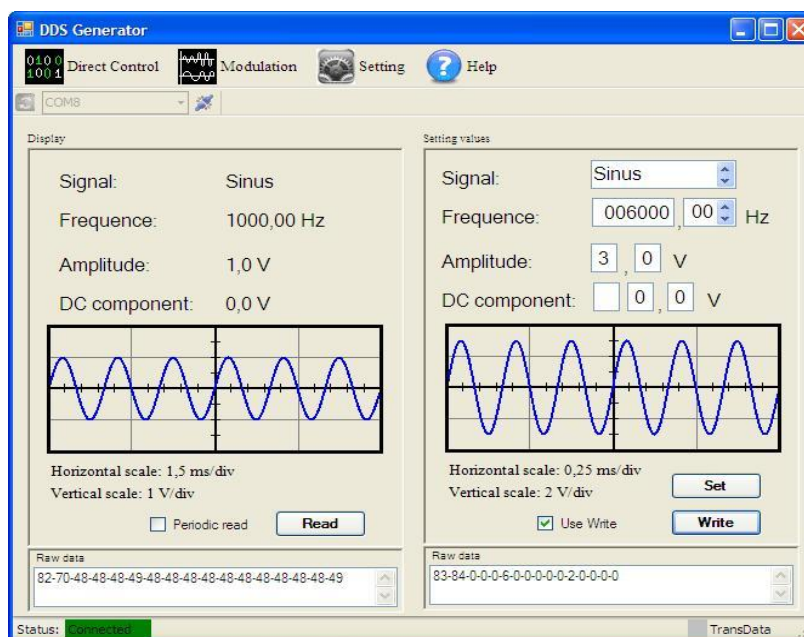 DDS Generator
0100 1001 Direct Control Modulation Setting Help
COM8
Display
Signal: Sinus
Frequence: 1000,00 Hz
Amplitude: 1,0 V
DC component: 0,0 V
Horizontal scale: 1,5 ms/div
Vertical scale: 1 V/div
Periodic read Read
Raw data
82-70-48-48-48-49-48-48-48-48-48-48-48-48-48-48-49
Setting values
Signal: Sinus
Frequence: 006000 , 00 Hz
Amplitude: 3 , 0 V
DC component: 0 , 0 V
Horizontal scale: 0,25 ms/div
Vertical scale: 2 V/div
Set
Use Write Write
Raw data
83-84-0-0-0-6-0-0-0-0-0-2-0-0-0-0
Status: Connected TransData